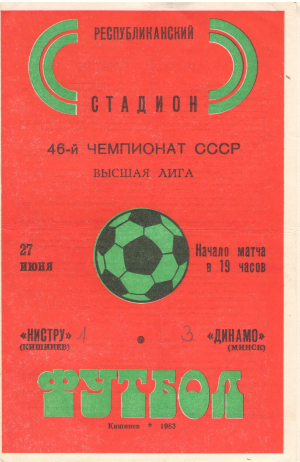 РЕСПУБЛИКАНСКИЙ
СТАДИОН
46-й ЧЕМПИОНАТ СССР
ВЫСШАЯ ЛИГА
27
ИЮНЯ
Начало матча
в 19 часов
«НИСТРУ» 1 • 3 «ДИНАМО»
(КИШИНЕВ) (МИНСК)
ФУТБОЛ
Кишинев * 1983